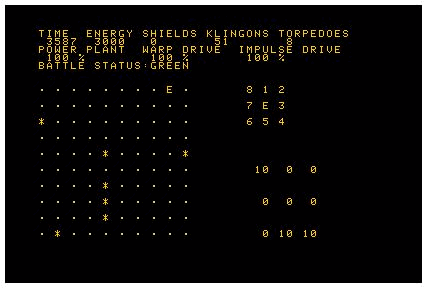 TIME  ENERGY SHIELDS KLINGONS TORPEDOES
3587  3000   0       51       8
POWER PLANT  WARP DRIVE  IMPULSE DRIVE
100 %        100 %       100 %
BATTLE STATUS:GREEN
. . . . . . . . E .       8 1 2
. . . . . . . . . .       7 E 3
* . . . . . . . . .       6 5 4
. . . . . . . . . .
. . . . * . . . . *
. . . . . . . . . .        10  0  0
. . . . * . . . . .
. . . . * . . . . .         0  0  0
. . . . * . . . . .
. * . . . . . . . .         0 10 10